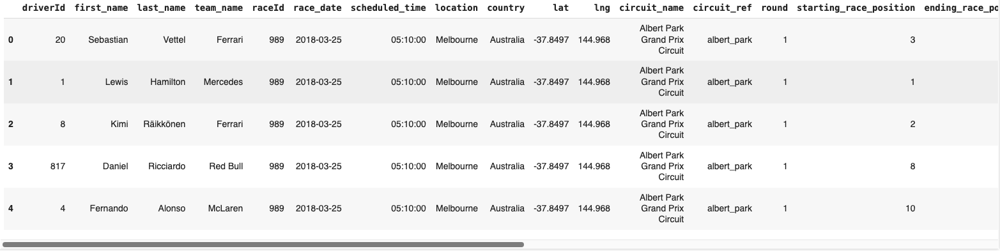 driverId first_name last_name team_name raceId race_date scheduled_time location country lat lng circuit_name circuit_ref round starting_race_position ending_race_po
Albert Park
0 20 Sebastian Vettel Ferrari 989 2018-03-25 05:10:00 Melbourne Australia -37.8497 144.968 Grand Prix albert_park 1 3
Circuit
Albert Park
1 1 Lewis Hamilton Mercedes 989 2018-03-25 05:10:00 Melbourne Australia -37.8497 144.968 Grand Prix albert_park 1 1
Circuit
Albert Park
2 8 Kimi Räikkönen Ferrari 989 2018-03-25 05:10:00 Melbourne Australia -37.8497 144.968 Grand Prix albert_park 1 2
Circuit
Albert Park
3 817 Daniel Ricciardo Red Bull 989 2018-03-25 05:10:00 Melbourne Australia -37.8497 144.968 Grand Prix albert_park 1 8
Circuit
Albert Park
4 4 Fernando Alonso McLaren 989 2018-03-25 05:10:00 Melbourne Australia -37.8497 144.968 Grand Prix albert_park 1 10
Circuit